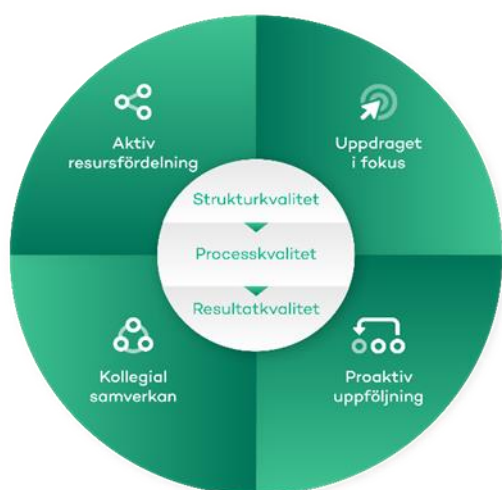 Aktiv
resursfördelning
Uppdraget
i fokus
Strukturkvalitet
Processkvalitet
Resultatkvalitet
Kollegial
samverkan
Proaktiv
uppföljning